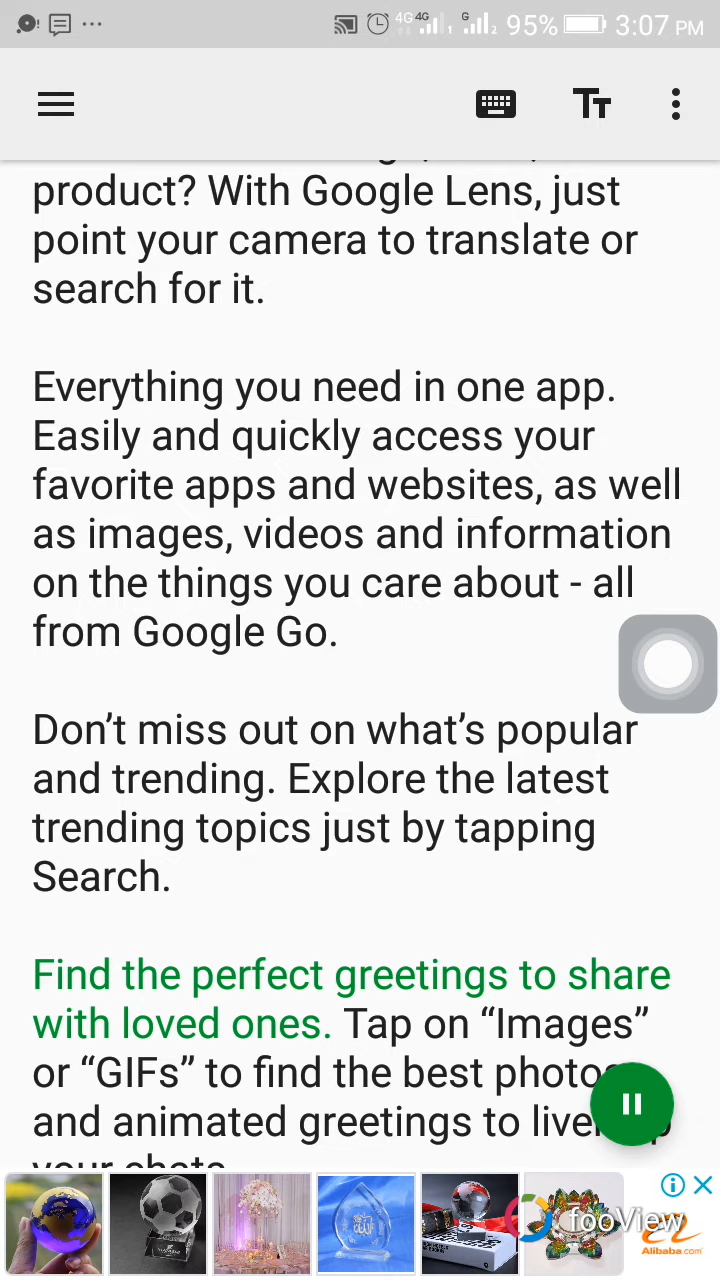 4G 4G 1 G 2 95% 3:07 PM
product? With Google Lens, just
point your camera to translate or
search for it.
Everything you need in one app.
Easily and quickly access your
favorite apps and websites, as well
as images, videos and information
on the things you care about - all
from Google Go.
Don’t miss out on what’s popular
and trending. Explore the latest
trending topics just by tapping
Search.
Find the perfect greetings to share
with loved ones. Tap on “Images”
or “GIFs” to find the best photos
and animated greetings to
your chats
الله
fooView
Alibaba.com